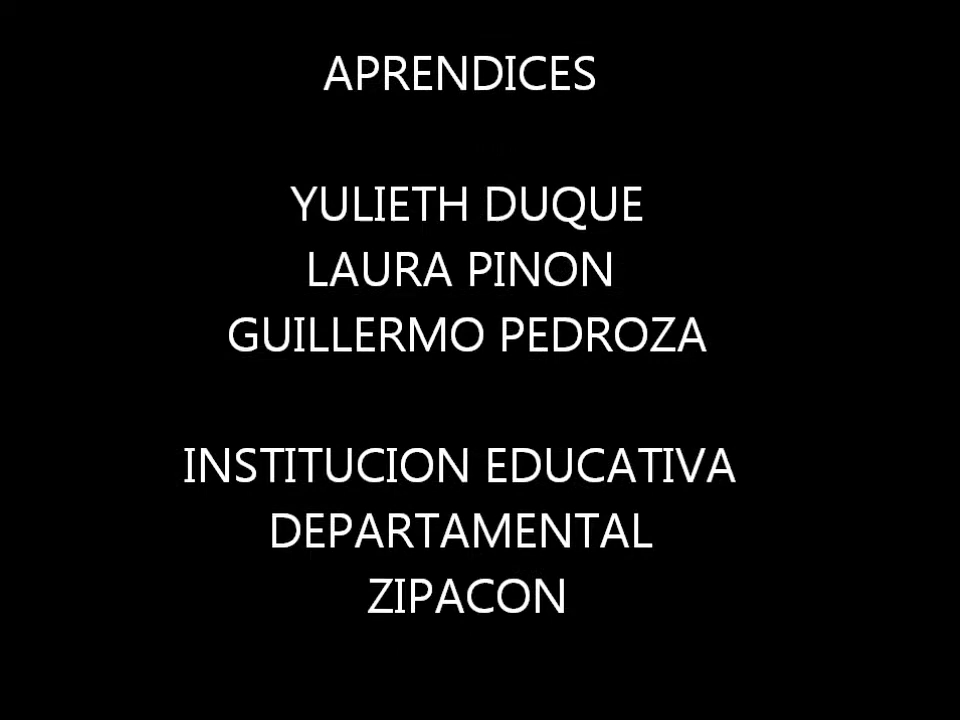 APRENDICES
YULIETH DUQUE
LAURA PINON
GUILLERMO PEDROZA
INSTITUCION EDUCATIVA
DEPARTAMENTAL
ZIPACON